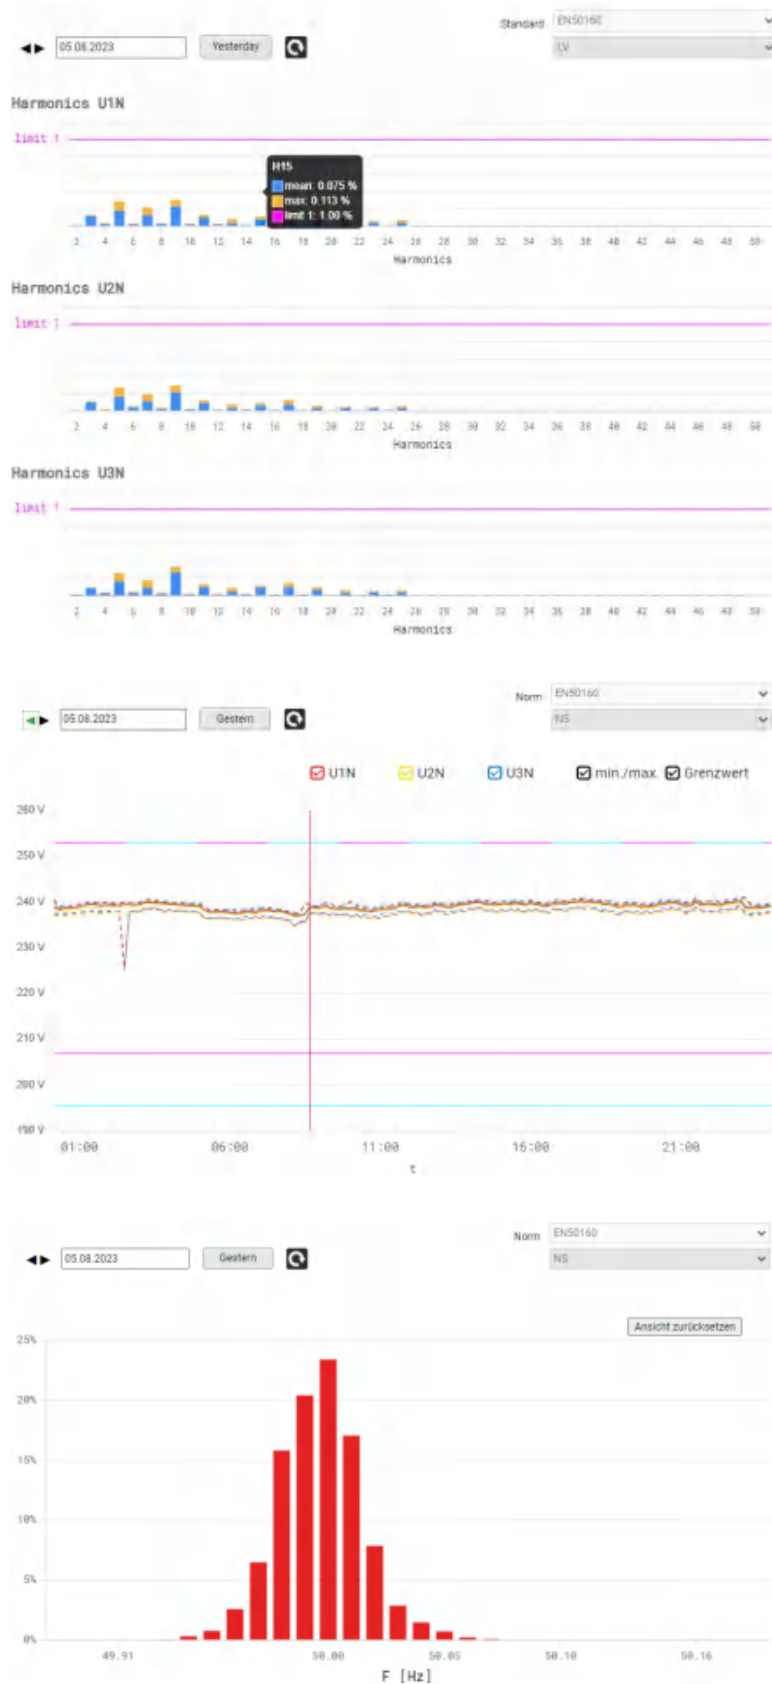 Standard EN50160
05.08.2023 Yesterday LV
Harmonics U1N
limit 1
H15
mean: 0.075 %
max: 0.113 %
limit 1: 1.00 %
2 4 6 8 10 12 14 16 18 20 22 24 26 28 30 32 34 36 38 40 42 44 46 48 50
Harmonics
Harmonics U2N
limit 1
2 4 6 8 10 12 14 16 18 20 22 24 26 28 30 32 34 36 38 40 42 44 46 48 50
Harmonics
Harmonics U3N
limit 1
2 4 6 8 10 12 14 16 18 20 22 24 26 28 30 32 34 36 38 40 42 44 46 48 50
Harmonics
Norm EN50160
05.08.2023 Gestern NS
U1N U2N U3N min./max. Grenzwert
260 V
250 V
240 V
230 V
220 V
210 V
200 V
190 V
01:00 06:00 11:00 16:00 21:00
t
Norm EN50160
05.08.2023 Gestern NS
Ansicht zurücksetzen
25%
20%
15%
10%
5%
0%
49.91 50.00 50.05 50.10 50.16
F [Hz]